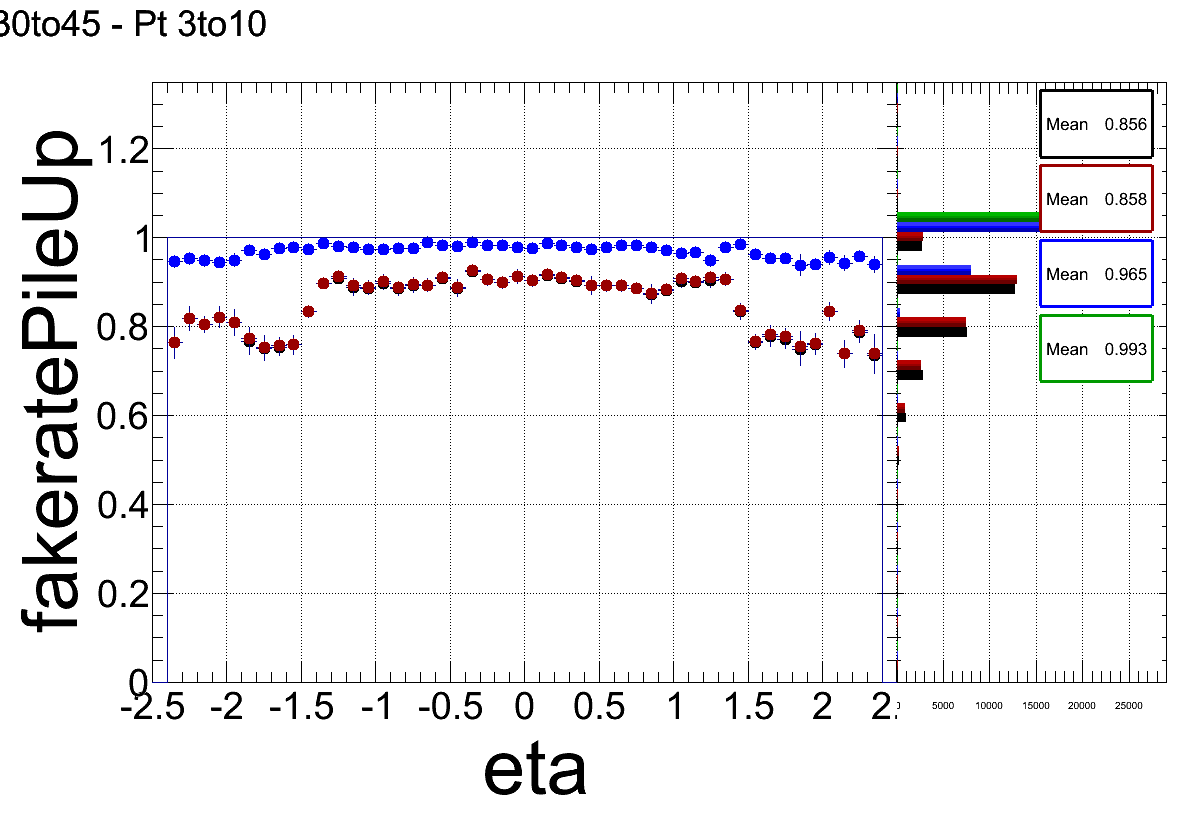 30to45 - Pt 3to10
fakeratePileUp
1.2
1
0.8
0.6
0.4
0.2
0
-2.5 -2 -1.5 -1 -0.5 0 0.5 1 1.5 2 2.
eta
5000 10000 15000 20000 25000
Mean 0.856
Mean 0.858
Mean 0.965
Mean 0.993